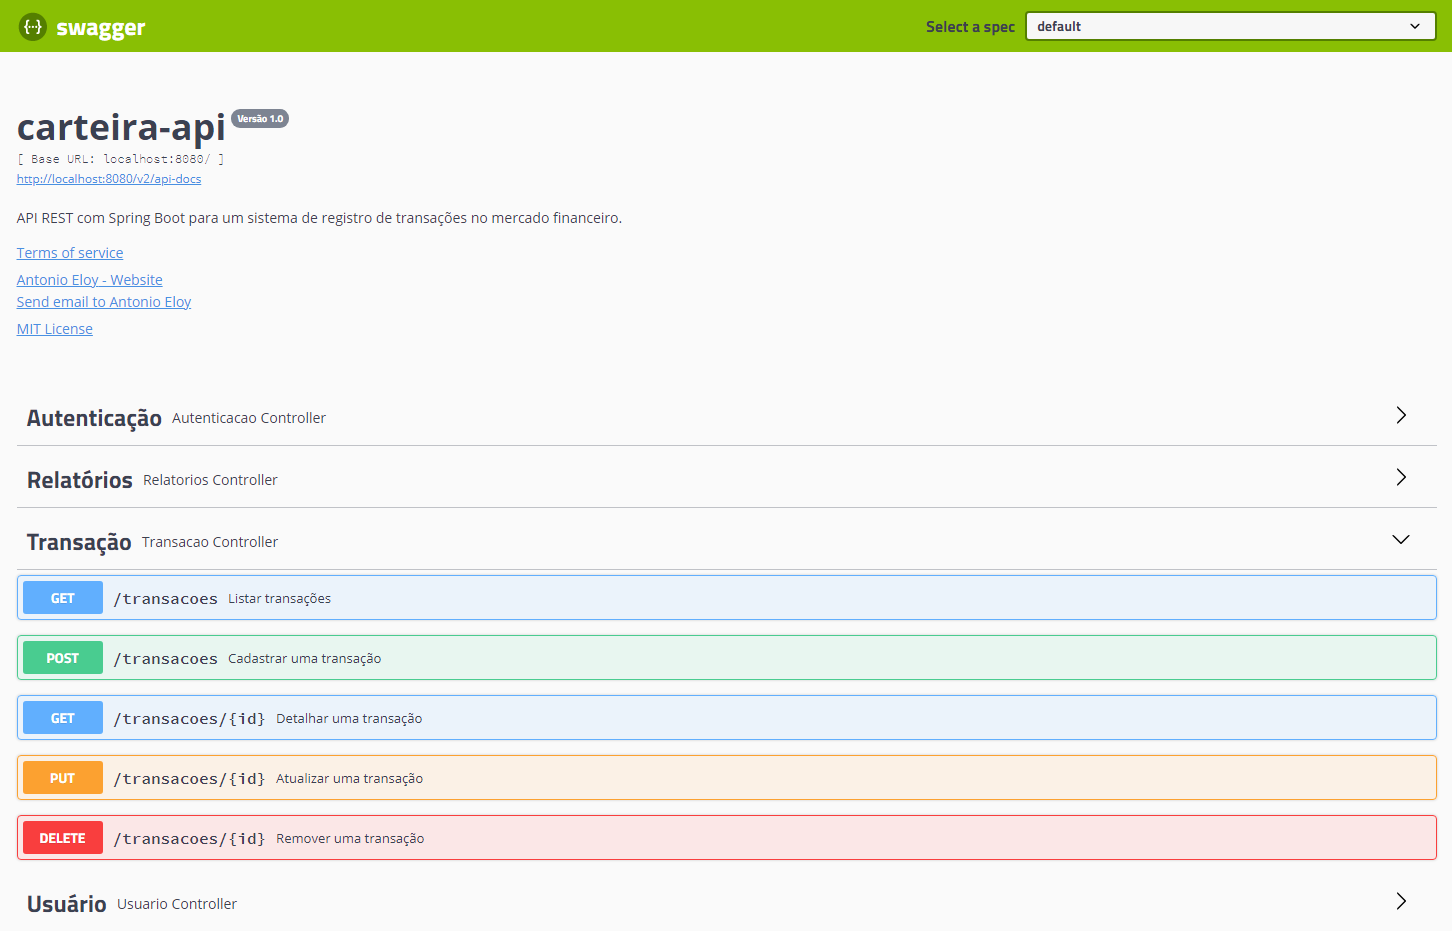 {···} swagger
Select a spec default
carteira-api Versão 1.0
[ Base URL: localhost:8080/ ]
http://localhost:8080/v2/api-docs
API REST com Spring Boot para um sistema de registro de transações no mercado financeiro.
Terms of service
Antonio Eloy - Website
Send email to Antonio Eloy
MIT License
Autenticação Autenticacao Controller
Relatórios Relatorios Controller
Transação Transacao Controller
GET /transacoes Listar transações
POST /transacoes Cadastrar uma transação
GET /transacoes/{id} Detalhar uma transação
PUT /transacoes/{id} Atualizar uma transação
DELETE /transacoes/{id} Remover uma transação
Usuário Usuario Controller